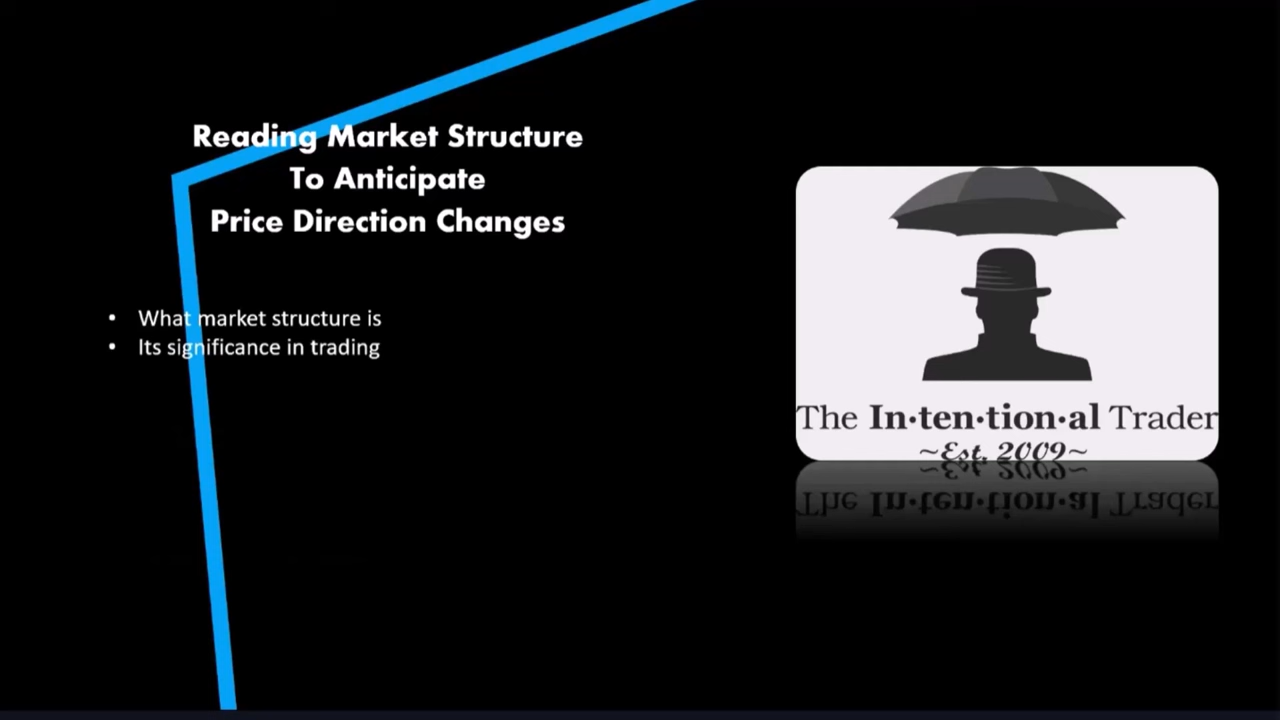 Reading Market Structure
To Anticipate
Price Direction Changes
• What market structure is
• Its significance in trading
The In·ten·tion·al Trader
~Est. 2009~